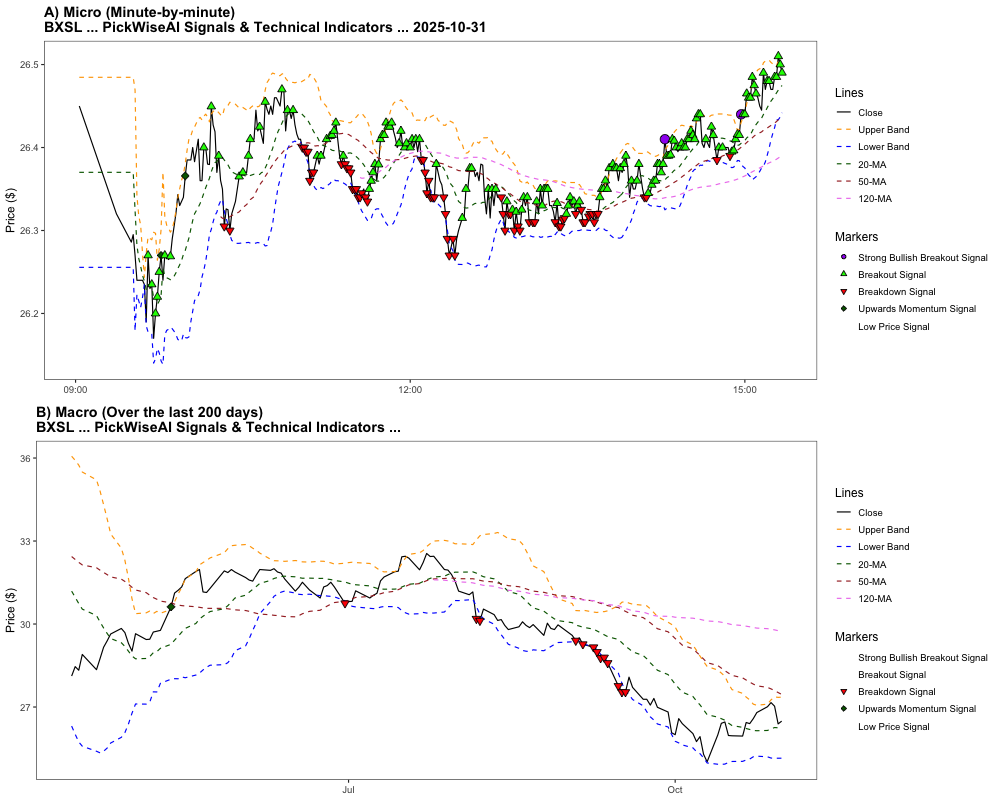 A) Micro (Minute-by-minute)
BXSL ... PickWiseAI Signals & Technical Indicators ... 2025-10-31
Price ($)
26.5
26.4
26.3
26.2
09:00
12:00
15:00
Lines
Close
Upper Band
Lower Band
20-MA
50-MA
120-MA
Markers
Strong Bullish Breakout Signal
Breakout Signal
Breakdown Signal
Upwards Momentum Signal
Low Price Signal
B) Macro (Over the last 200 days)
BXSL ... PickWiseAI Signals & Technical Indicators ...
Price ($)
36
33
30
27
Jul
Oct
Lines
Close
Upper Band
Lower Band
20-MA
50-MA
120-MA
Markers
Strong Bullish Breakout Signal
Breakout Signal
Breakdown Signal
Upwards Momentum Signal
Low Price Signal